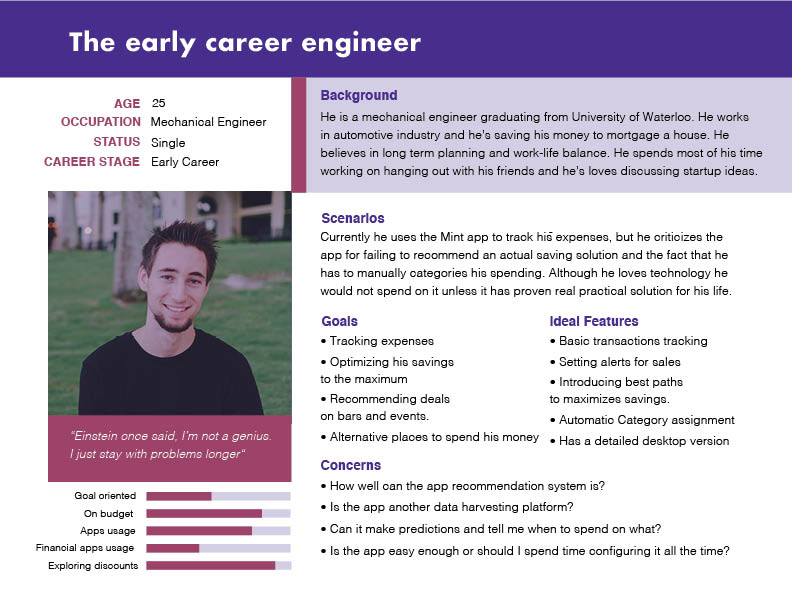 The early career engineer
AGE 25
OCCUPATION Mechanical Engineer
STATUS Single
CAREER STAGE Early Career
Background
He is a mechanical engineer graduating from University of Waterloo. He works
in automotive industry and he's saving his money to mortgage a house. He
believes in long term planning and work-life balance. He spends most of his time
working on hanging out with his friends and he's loves discussing startup ideas.
"Einstein once said, I'm not a genius.
I just stay with problems longer"
Goal oriented
On budget
Apps usage
Financial apps usage
Exploring discounts
Scenarios
Currently he uses the Mint app to track his expenses, but he criticizes the
app for failing to recommend an actual saving solution and the fact that he
has to manually categories his spending. Although he loves technology he
would not spend on it unless it has proven real practical solution for his life.
Goals
• Tracking expenses
• Optimizing his savings
to the maximum
• Recommending deals
on bars and events.
• Alternative places to spend his money
Ideal Features
• Basic transactions tracking
• Setting alerts for sales
• Introducing best paths
to maximizes savings.
• Automatic Category assignment
• Has a detailed desktop version
Concerns
• How well can the app recommendation system is?
• Is the app another data harvesting platform?
• Can it make predictions and tell me when to spend on what?
• Is the app easy enough or should I spend time configuring it all the time?